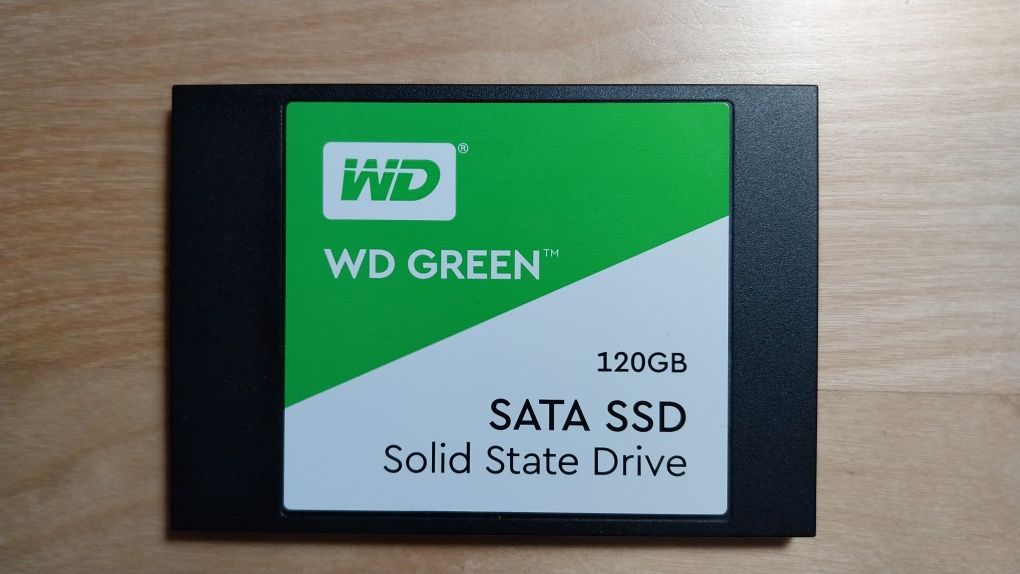 WD®
WD GREEN™
120GB
SATA SSD
Solid State Drive